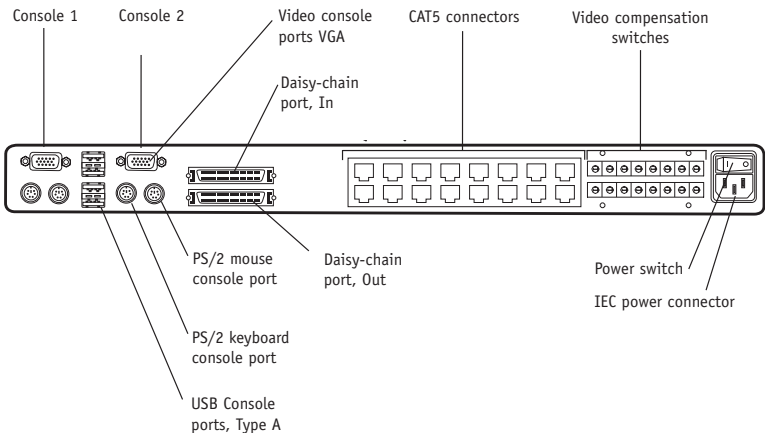 Console 1
Console 2
Video console
ports VGA
CAT5 connectors
Video compensation
switches
Daisy-chain
port, In
PS/2 mouse
console port
Daisy-chain
port, Out
Power switch
IEC power connector
PS/2 keyboard
console port
USB Console
ports, Type A